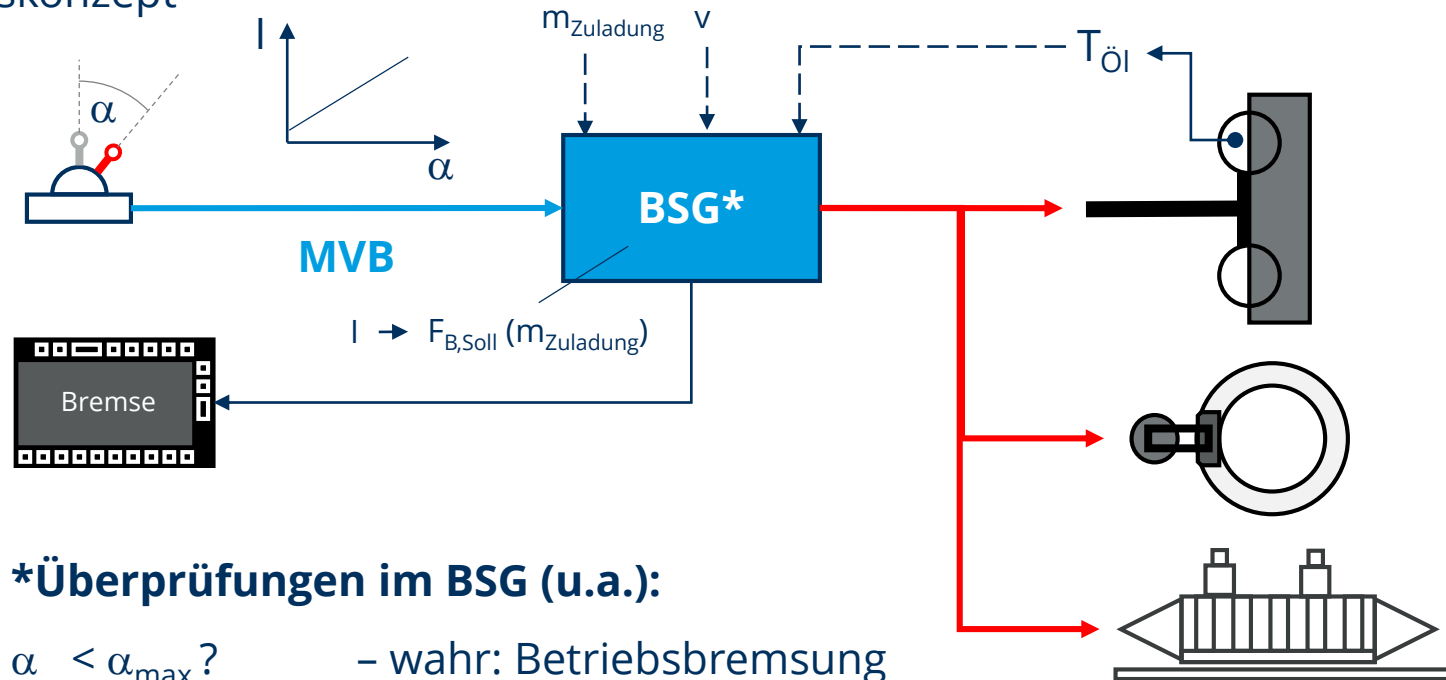 skonzept
I
α
α
m_Zuladung v
T_Öl
BSG*
MVB
I → F_B,Soll (m_Zuladung)
Bremse
*Überprüfungen im BSG (u.a.):
α < α_max ? – wahr: Betriebsbremsung